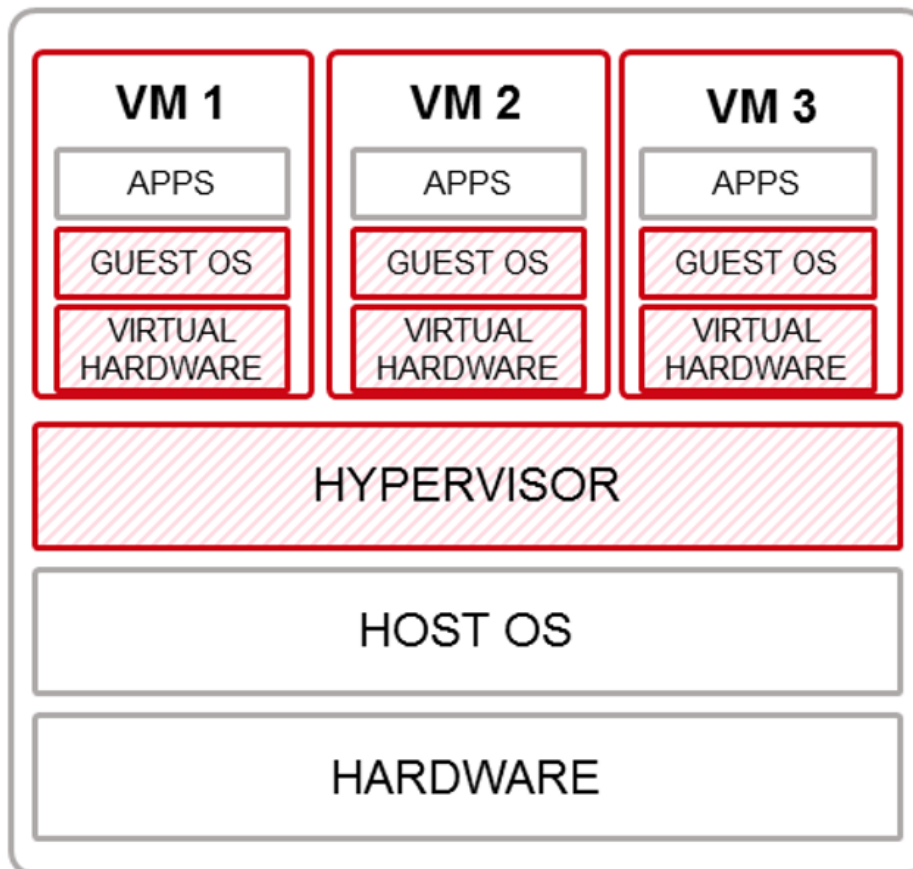 VM 1
VM 2
VM 3
APPS
APPS
APPS
GUEST OS
GUEST OS
GUEST OS
VIRTUAL
HARDWARE
VIRTUAL
HARDWARE
VIRTUAL
HARDWARE
HYPERVISOR
HOST OS
HARDWARE